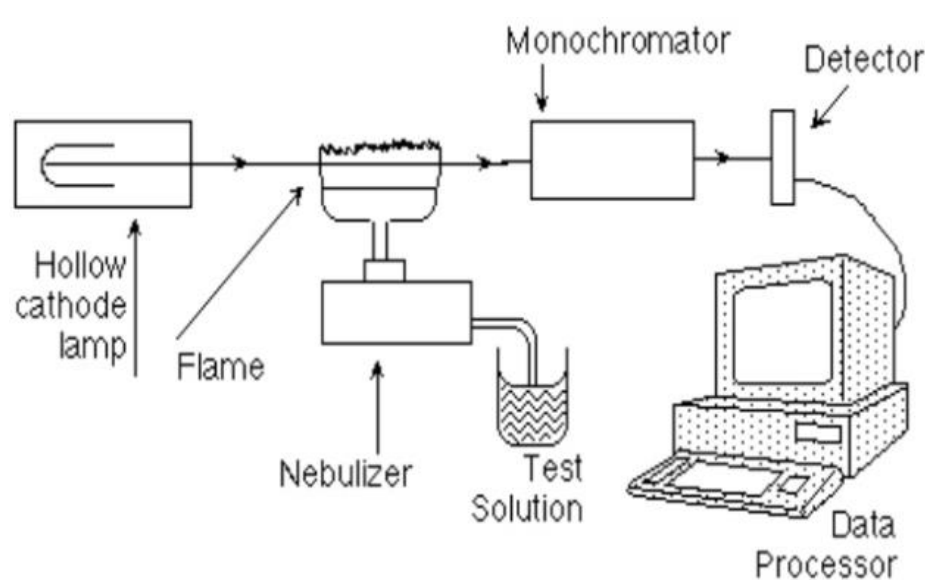 Monochromator
Detector
Hollow
cathode
lamp
Flame
Nebulizer
Test
Solution
Data
Processor